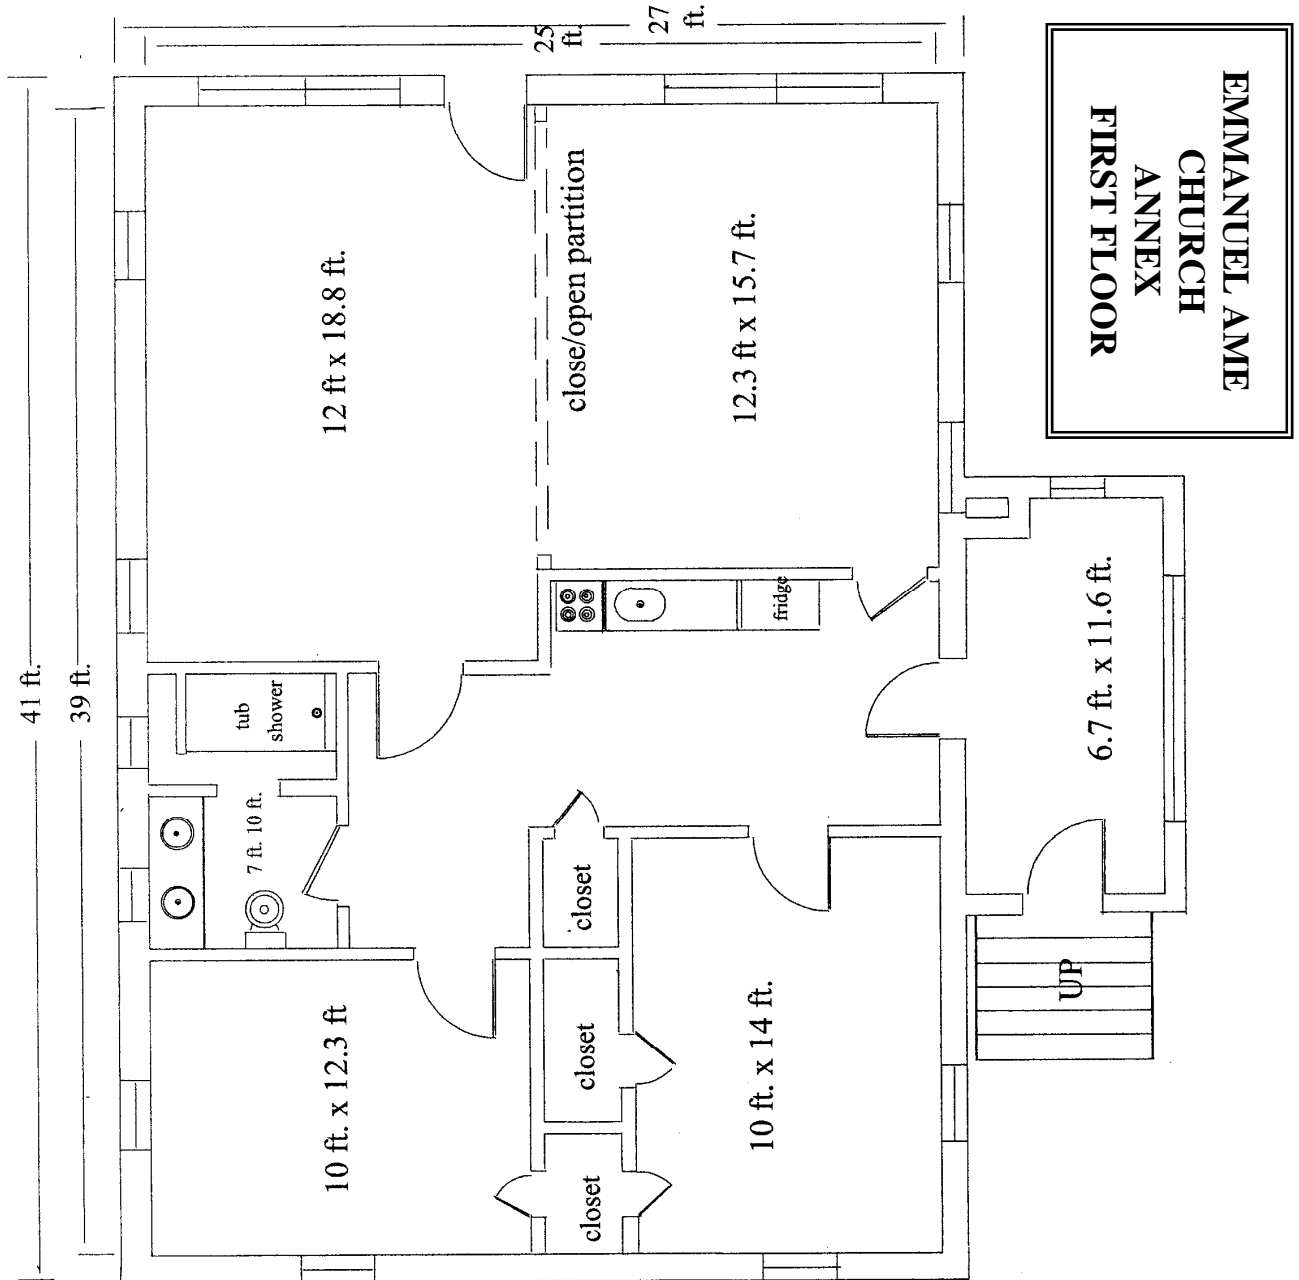 EMMANUEL AME
CHURCH
ANNEX
FIRST FLOOR
27
ft.
25
ft.
41 ft.
39 ft.
12 ft x 18.8 ft.
close/open partition
12.3 ft x 15.7 ft.
fridge
tub
shower
7 ft. 10 ft.
6.7 ft. x 11.6 ft.
closet
UP
10 ft. x 12.3 ft
closet
10 ft. x 14 ft.
closet